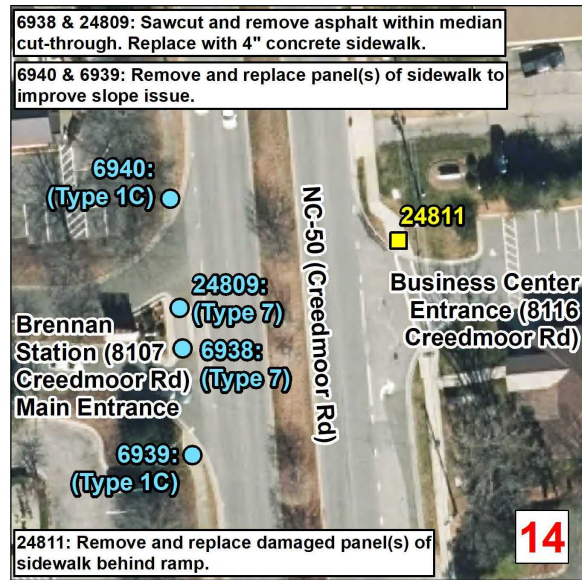 6938 & 24809: Sawcut and remove asphalt within median
cut-through. Replace with 4" concrete sidewalk.
6940 & 6939: Remove and replace panel(s) of sidewalk to
improve slope issue.
6940:
(Type 1C)
24811
NC-50 (Creedmoor Rd)
24809:
(Type 7)
Business Center
Entrance (8116
Creedmoor Rd)
Brennan
Station (8107
Creedmoor Rd)
Main Entrance
6938:
(Type 7)
6939:
(Type 1C)
24811: Remove and replace damaged panel(s) of
sidewalk behind ramp.
14